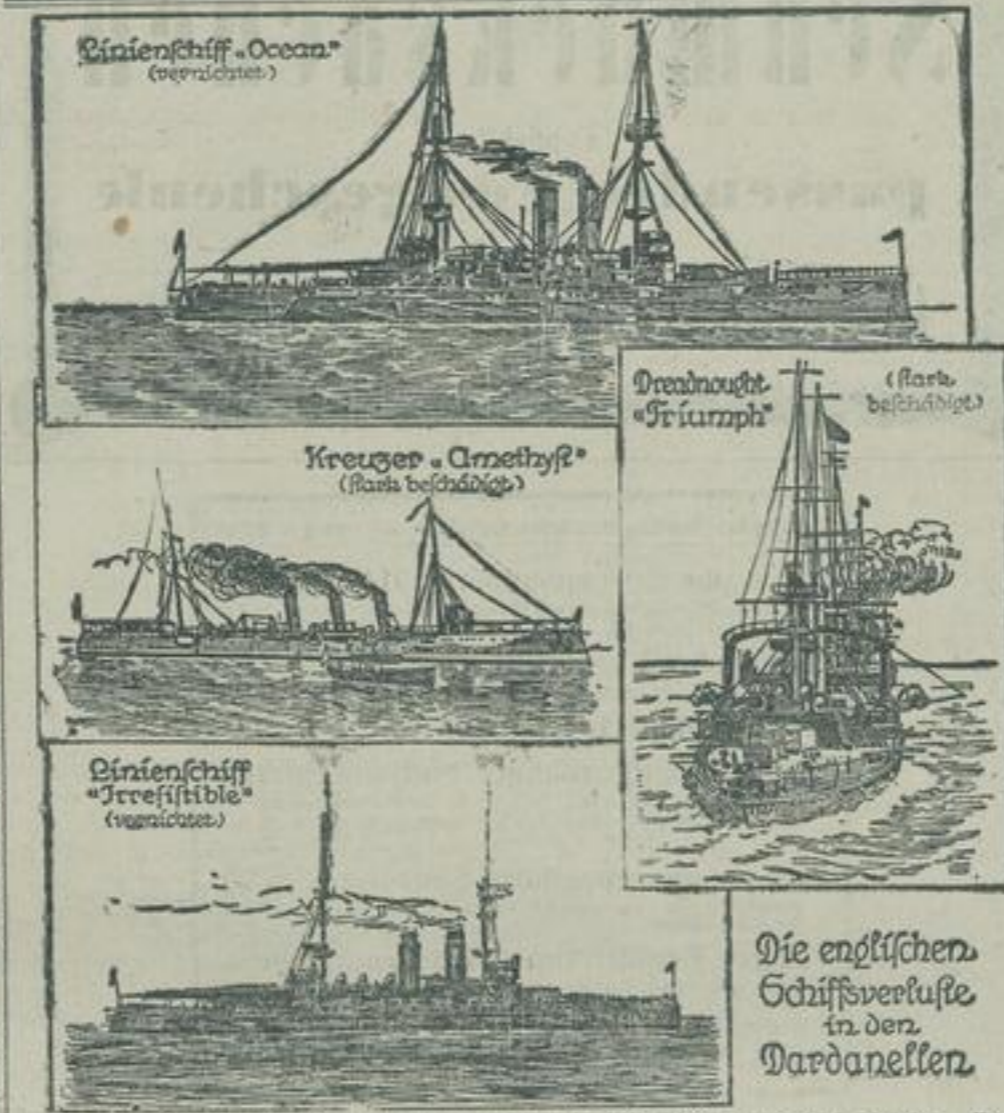 Linienſchiff „Ocean"
(vernichtet)
Dreadnought
„Triumph"
(ſtark
beſchädigt)
Kreuzer „Amethyſt"
(ſtark beſchädigt)
Linienſchiff
"Irreſiſtible"
(vernichtet)
Die engliſchen
Schiffsverluſte
in den
Dardanellen